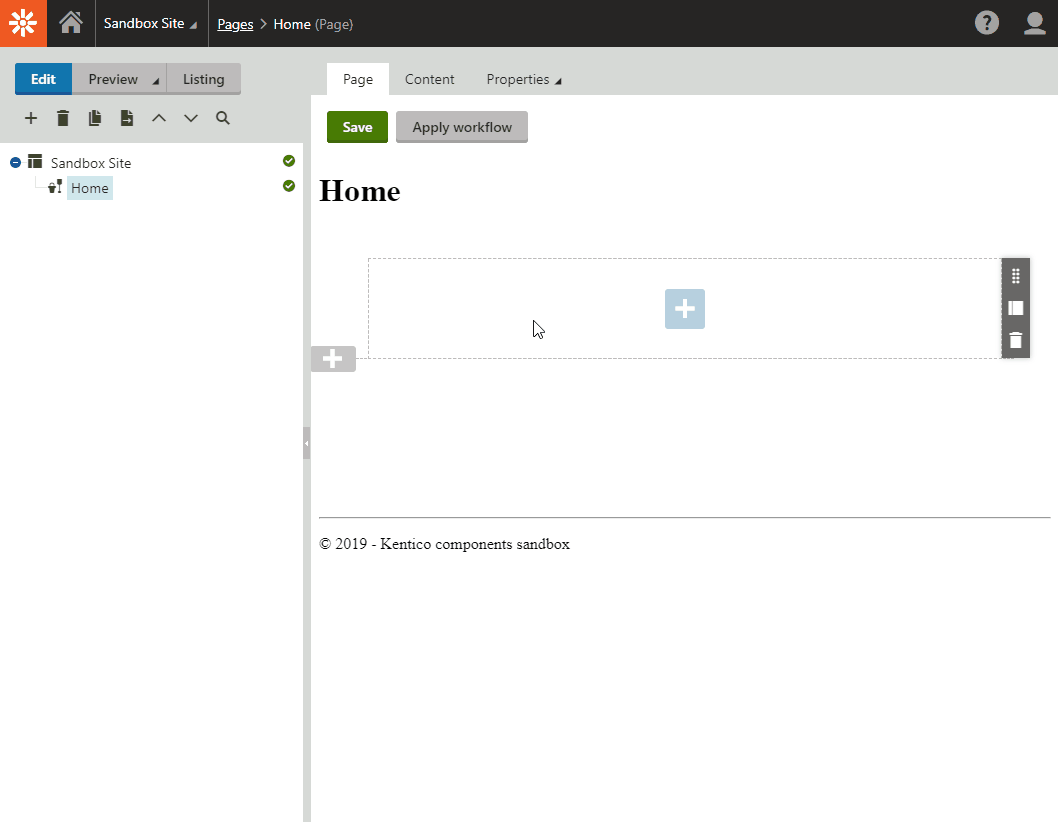 Sandbox Site
Pages > Home (Page)
?
Edit
Preview
Listing
Page
Content
Properties
Save
Apply workflow
Sandbox Site
Home
Home
© 2019 - Kentico components sandbox